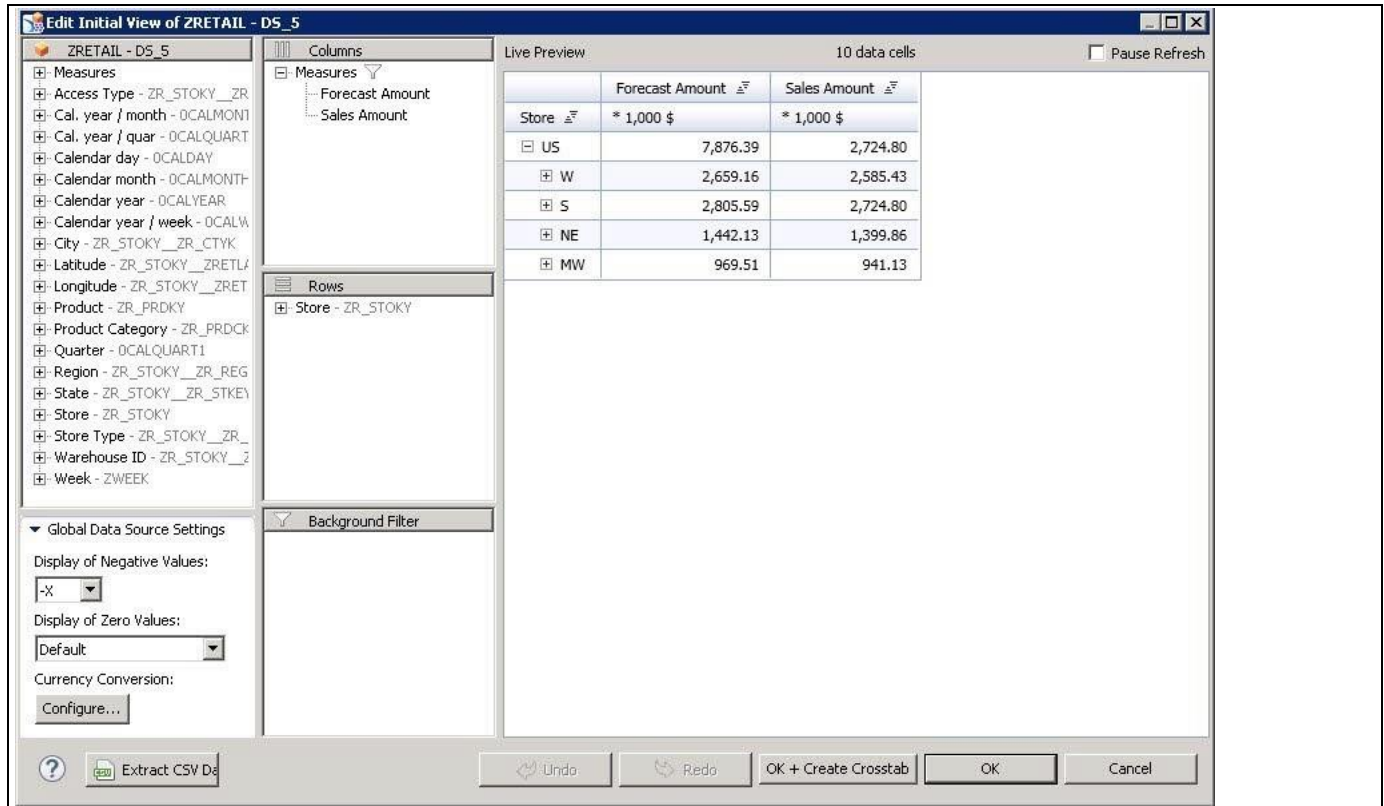 Edit Initial View of ZRETAIL - DS_5
ZRETAIL - DS_5
Measures
Access Type - ZR_STOKY__ZR
Cal. year / month - 0CALMONT
Cal. year / quar - 0CALQUART
Calendar day - 0CALDAY
Calendar month - 0CALMONTH
Calendar year - 0CALYEAR
Calendar year / week - 0CALW
City - ZR_STOKY__ZR_CTYK
Latitude - ZR_STOKY__ZRETLA
Longitude - ZR_STOKY__ZRET
Product - ZR_PRDKY
Product Category - ZR_PRDCK
Quarter - 0CALQUART1
Region - ZR_STOKY__ZR_REG
State - ZR_STOKY__ZR_STKEY
Store - ZR_STOKY
Store Type - ZR_STOKY__ZR_
Warehouse ID - ZR_STOKY__Z
Week - ZWEEK
Global Data Source Settings
Display of Negative Values:
-X
Display of Zero Values:
Default
Currency Conversion:
Configure...
Columns
Measures
Forecast Amount
Sales Amount
Rows
Store - ZR_STOKY
Background Filter
Live Preview 10 data cells Pause Refresh
Forecast Amount Sales Amount
Store * 1,000 $ * 1,000 $
US 7,876.39 2,724.80
W 2,659.16 2,585.43
S 2,805.59 2,724.80
NE 1,442.13 1,399.86
MW 969.51 941.13
? Extract CSV Da Undo Redo OK + Create Crosstab OK Cancel